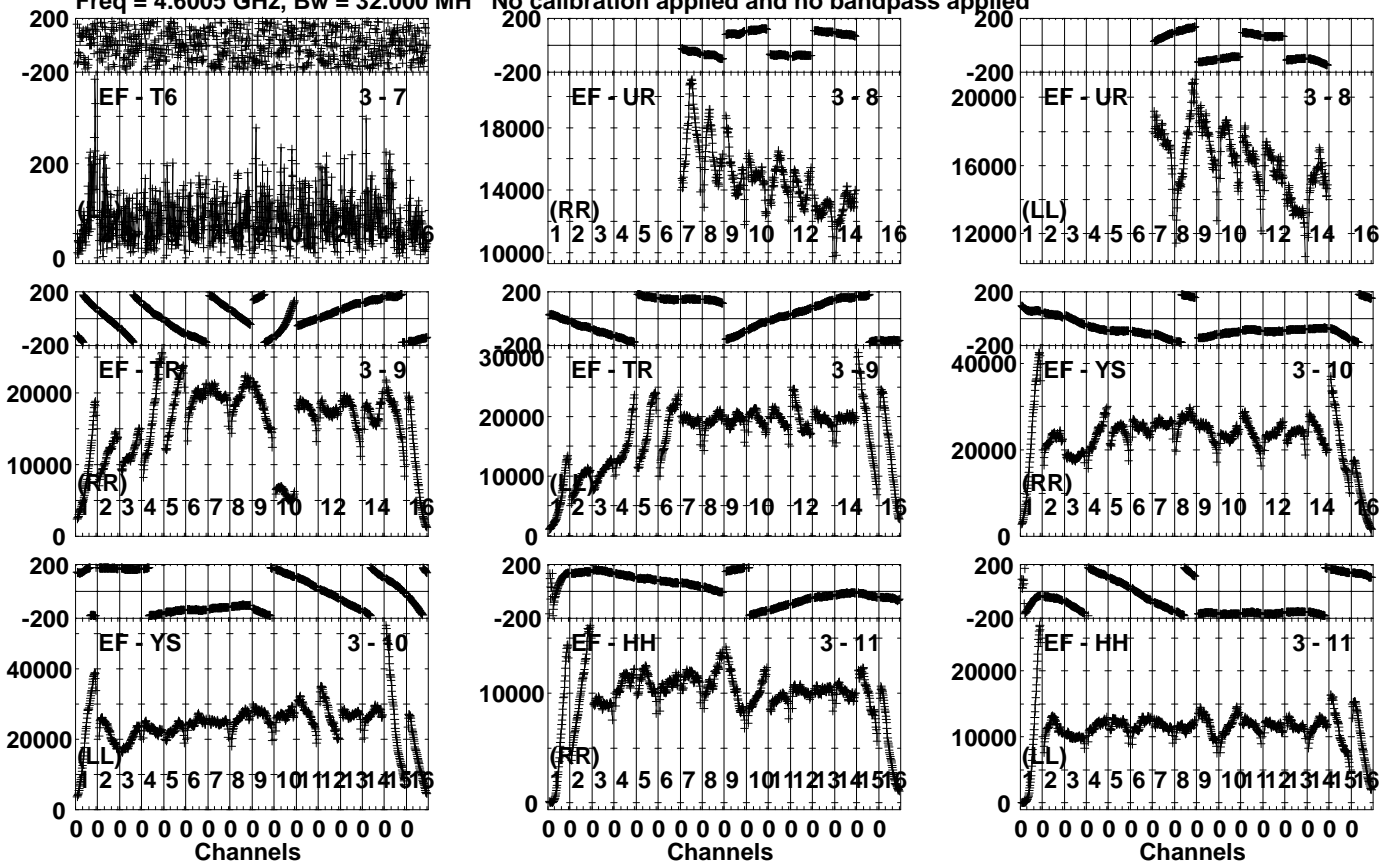 Freq = 4.6005 GHz, Bw = 32.000 MH No calibration applied and no bandpass applied
200
-200
EF - T6 3 - 7
200
0
200
-200
EF - UR 3 - 8
18000
14000
(RR)
1 2 3 4 5 6 7 8 9 10 12 14 16
10000
200
-200
EF - UR 3 - 8
20000
16000
(LL)
1 2 3 4 5 6 7 8 9 10 12 14 16
12000
200
-200
EF - TR 3 - 9
20000
10000
(RR)
1 2 3 4 5 6 7 8 9 10 12 14 16
0
200
-200
30000
EF - TR 3 - 9
20000
10000
(LL)
1 2 3 4 5 6 7 8 9 10 12 14 16
0
200
-200
40000
EF - YS 3 - 10
20000
(RR)
1 2 3 4 5 6 7 8 9 10 12 14 16
0
200
-200
EF - YS 3 - 10
40000
20000
(LL)
1 2 3 4 5 6 7 8 9 10 11 12 13 14 15 16
0
0 0 0 0 0 0 0 0 0 0 0 0 0 0 0 0
Channels
200
-200
EF - HH 3 - 11
10000
(RR)
1 2 3 4 5 6 7 8 9 10 11 12 13 14 15 16
0
0 0 0 0 0 0 0 0 0 0 0 0 0 0 0 0
Channels
200
-200
EF - HH 3 - 11
20000
10000
(LL)
1 2 3 4 5 6 7 8 9 10 11 12 13 14 15 16
0
0 0 0 0 0 0 0 0 0 0 0 0 0 0 0 0
Channels